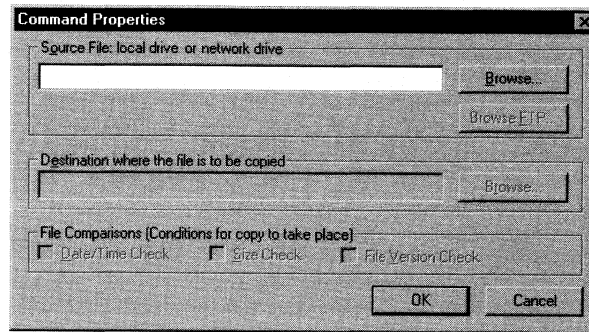 Command Properties
Source File: local drive or network drive
Browse...
Browse FTP...
Destination where the file is to be copied
Browse...
File Comparisons (Conditions for copy to take place)
Date/Time Check Size Check File Version Check
OK Cancel